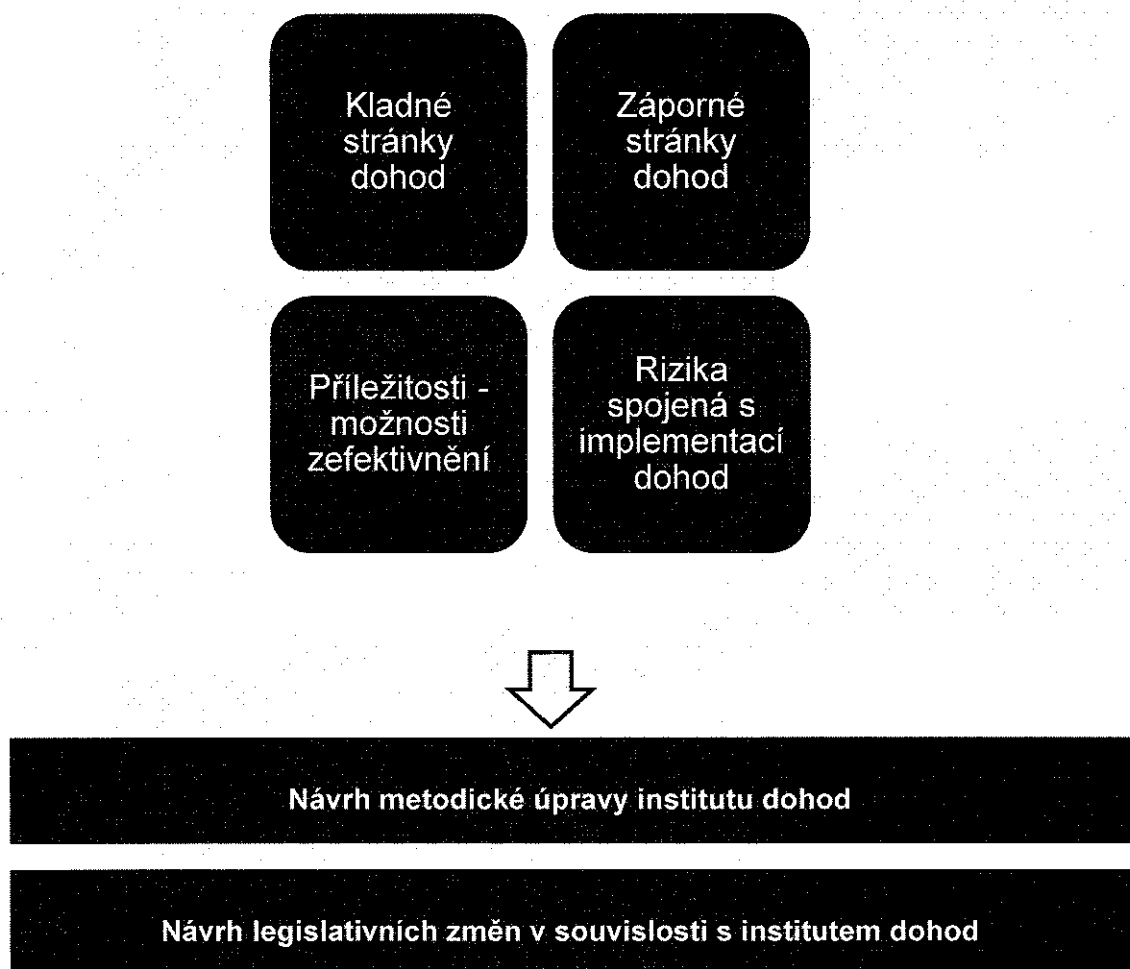 Kladné
stránky
dohod
Záporné
stránky
dohod
Příležitosti -
možnosti
zefektivnění
Rizika
spojená s
implementací
dohod
Návrh metodické úpravy institutu dohod
Návrh legislativních změn v souvislosti s institutem dohod